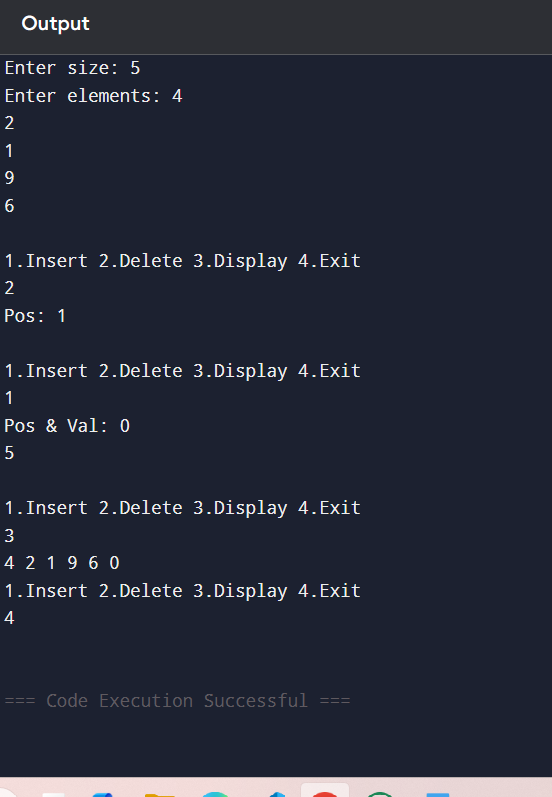 Output
Enter size: 5
Enter elements: 4
2
1
9
6
1.Insert 2.Delete 3.Display 4.Exit
2
Pos: 1
1.Insert 2.Delete 3.Display 4.Exit
1
Pos & Val: 0
5
1.Insert 2.Delete 3.Display 4.Exit
3
4 2 1 9 6 0
1.Insert 2.Delete 3.Display 4.Exit
4
=== Code Execution Successful ===